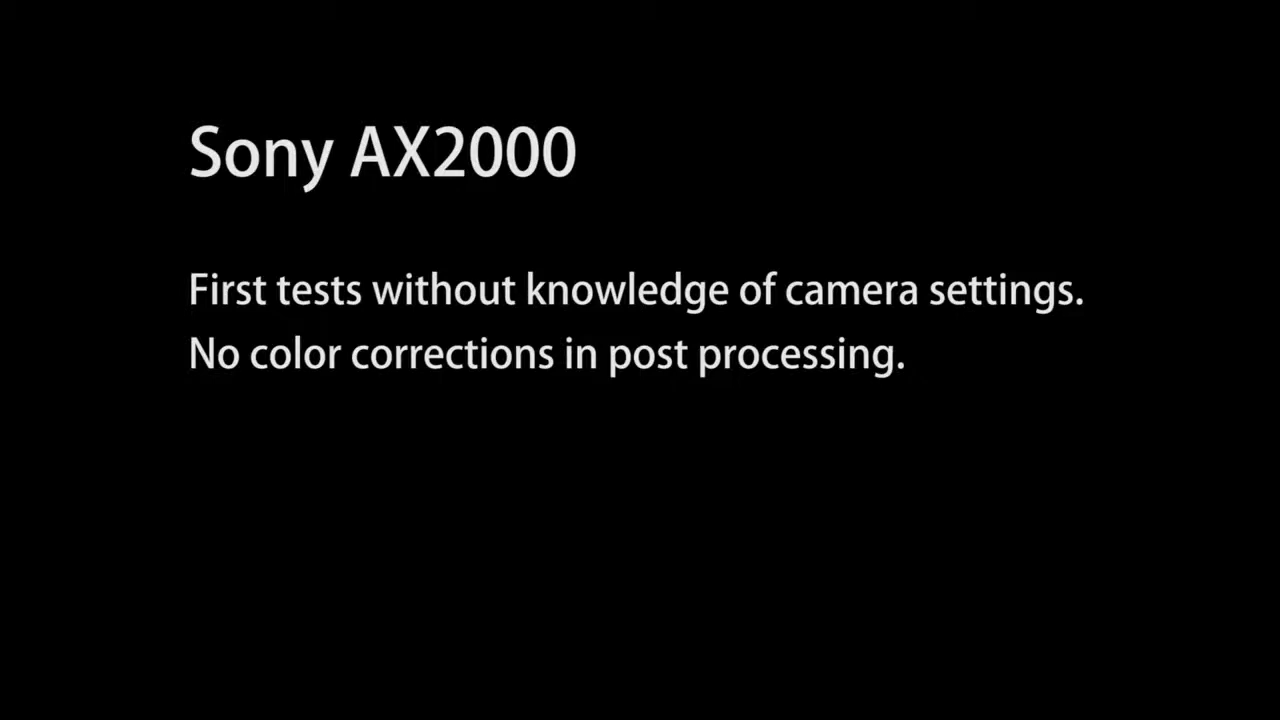 Sony AX2000
First tests without knowledge of camera settings.
No color corrections in post processing.